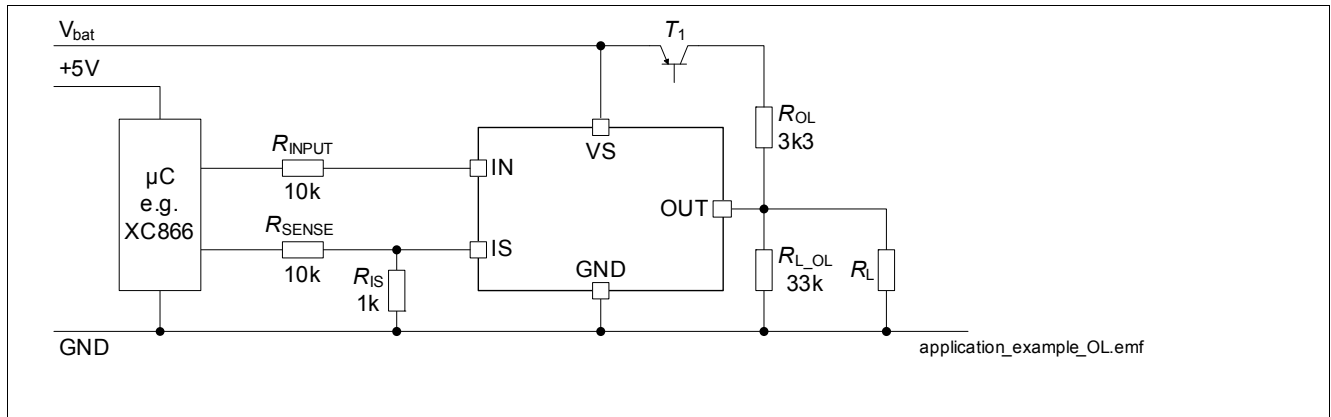 Vbat
T1
+5V
ROL
3k3
RINPUT
10k
VS
IN
µC
e.g.
XC866
OUT
RSENSE
10k
IS
RIS
1k
GND
RL_OL
33k
RL
GND
application_example_OL.emf